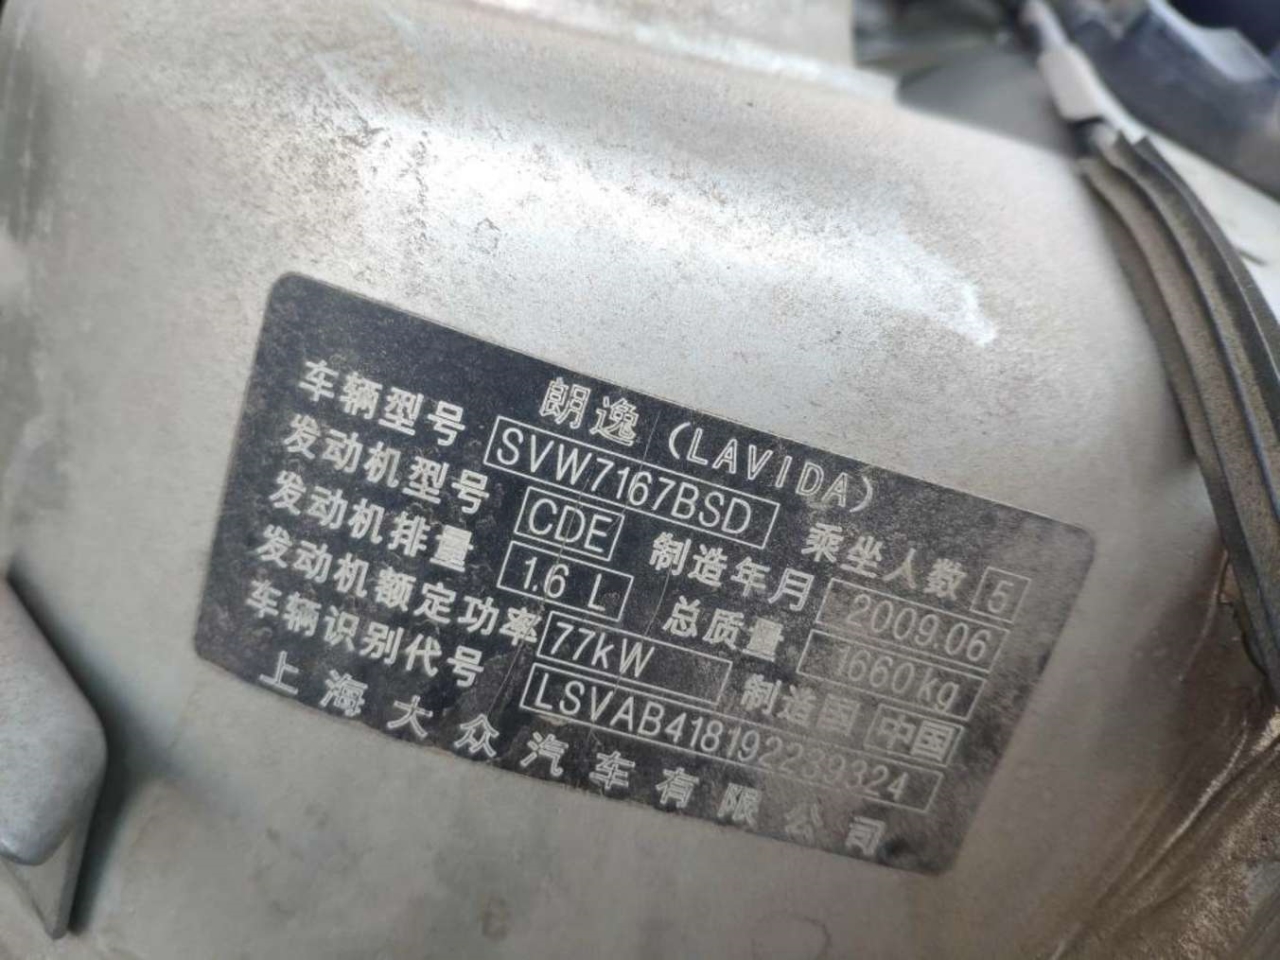 朗逸（LAVIDA）
车辆型号 SVW7167BSD 乘坐人数 5
发动机型号 CDE 制造年月 2009.06
发动机排量 1.6 L 总质量 1660kg
发动机额定功率 77kW 制造国 中国
车辆识别代号 LSVAB418192239324
上海大众汽车有限公司